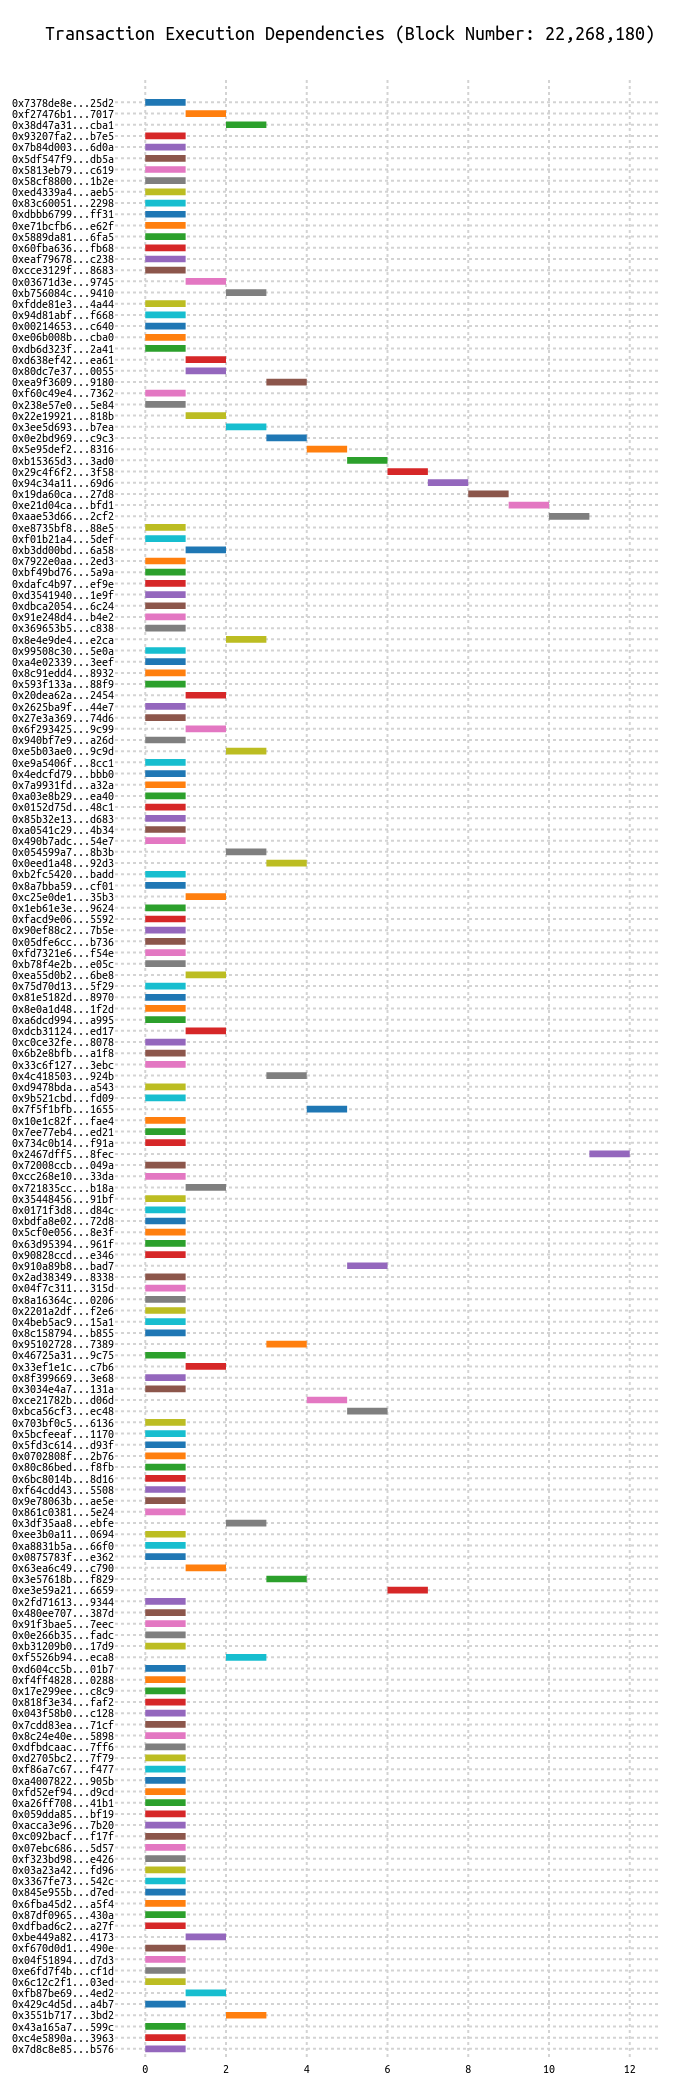 Transaction Execution Dependencies (Block Number: 22,268,180)
0x7378de8e...25d2
0xf27476b1...7017
0x38d47a31...cba1
0x93207fa2...b7e5
0x7b84d003...6d0a
0x5df547f9...db5a
0x5813eb79...c619
0x58cf8800...1b2e
0xed4339a4...aeb5
0x83c60051...2298
0xdbbb6799...ff31
0xe71bcfb6...e62f
0x5889da81...6fa5
0x60fba636...fb68
0xeaf79678...c238
0xcce3129f...8683
0x03671d3e...9745
0xb756084c...9410
0xfdde81e3...4a44
0x94d81abf...f668
0x00214653...c640
0xe06b008b...cba0
0xdb6d323f...2a41
0xd638ef42...ea61
0x80dc7e37...0055
0xea9f3609...9180
0xf60c49e4...7362
0x238e57e0...5e84
0x22e19921...818b
0x3ee5d693...b7ea
0x0e2bd969...c9c3
0x5e95def2...8316
0xb15365d3...3ad0
0x29c4f6f2...3f58
0x94c34a11...69d6
0x19da60ca...27d8
0xe21d04ca...bfd1
0xaae53d66...2cf2
0xe8735bf8...88e5
0xf01b21a4...5def
0xb3dd00bd...6a58
0x7922e0aa...2ed3
0xbf49bd76...5a9a
0xdafc4b97...ef9e
0xd3541940...1e9f
0xdbca2054...6c24
0x91e248d4...b4e2
0x369653b5...c838
0x8e4e9de4...e2ca
0x99508c30...5e0a
0xa4e02339...3eef
0x8c91edd4...8932
0x593f133a...88f9
0x20dea62a...2454
0x2625ba9f...44e7
0x27e3a369...74d6
0x6f293425...9c99
0x940bf7e9...a26d
0xe5b03ae0...9c9d
0xe9a5406f...8cc1
0x4edcfd79...bbb0
0x7a9931fd...a32a
0xa03e8b29...ea40
0x0152d75d...48c1
0x85b32e13...d683
0xa0541c29...4b34
0x490b7adc...54e7
0x054599a7...8b3b
0x0eed1a48...92d3
0xb2fc5420...badd
0x8a7bba59...cf01
0xc25e0de1...35b3
0x1eb61e3e...9624
0xfacd9e06...5592
0x90ef88c2...7b5e
0x05dfe6cc...b736
0xfd7321e6...f54e
0xb78f4e2b...e05c
0xea55d0b2...6be8
0x75d70d13...5f29
0x81e5182d...8970
0x8e0a1d48...1f2d
0xa6dcd994...a995
0xdcb31124...ed17
0xc0ce32fe...8078
0x6b2e8bfb...a1f8
0x33c6f127...3ebc
0x4c418503...924b
0xd9478bda...a543
0x9b521cbd...fd09
0x7f5f1bfb...1655
0x10e1c82f...fae4
0x7ee77eb4...ed21
0x734c0b14...f91a
0x2467dff5...8fec
0x72008ccb...049a
0xcc268e10...33da
0x721835cc...b18a
0x35448456...91bf
0x0171f3d8...d84c
0xbdfa8e02...72d8
0x5cf0e056...8e3f
0x63d95394...961f
0x90828ccd...e346
0x910a89b8...bad7
0x2ad38349...8338
0x04f7c311...315d
0x8a16364c...0206
0x2201a2df...f2e6
0x4beb5ac9...15a1
0x8c158794...b855
0x95102728...7389
0x46725a31...9c75
0x33ef1e1c...c7b6
0x8f399669...3e68
0x3034e4a7...131a
0xce21782b...d06d
0xbca56cf3...ec48
0x703bf0c5...6136
0x5bcfeeaf...1170
0x5fd3c614...d93f
0x0702808f...2b76
0x80c86bed...f8fb
0x6bc8014b...8d16
0xf64cdd43...5508
0x9e78063b...ae5e
0x861c0381...5e24
0x3df35aa8...ebfe
0xee3b0a11...0694
0xa8831b5a...66f0
0x0875783f...e362
0x63ea6c49...c790
0x3e57618b...f829
0xe3e59a21...6659
0x2fd71613...9344
0x480ee707...387d
0x91f3bae5...7eec
0x0e266b35...fadc
0xb31209b0...17d9
0xf5526b94...eca8
0xd604cc5b...01b7
0xf4ff4828...0288
0x17e299ee...c8c9
0x818f3e34...faf2
0x043f58b0...c128
0x7cdd83ea...71cf
0x8c24e40e...5898
0xdfbdcaac...7ff6
0xd2705bc2...7f79
0xf86a7c67...f477
0xa4007822...905b
0xfd52ef94...d9cd
0xa26ff708...41b1
0x059dda85...bf19
0xacca3e96...7b20
0xc092bacf...f17f
0x07ebc686...5d57
0xf323bd98...e426
0x03a23a42...fd96
0x3367fe73...542c
0x845e955b...d7ed
0x6fba45d2...a5f4
0x87df0965...430a
0xdfbad6c2...a27f
0xbe449a82...4173
0xf670d0d1...490e
0x04f51894...d7d3
0xe6fd7f4b...cf1d
0x6c12c2f1...03ed
0xfb87be69...4ed2
0x429c4d5d...a4b7
0x3551b717...3bd2
0x43a165a7...599c
0xc4e5890a...3963
0x7d8c8e85...b576
0 2 4 6 8 10 12